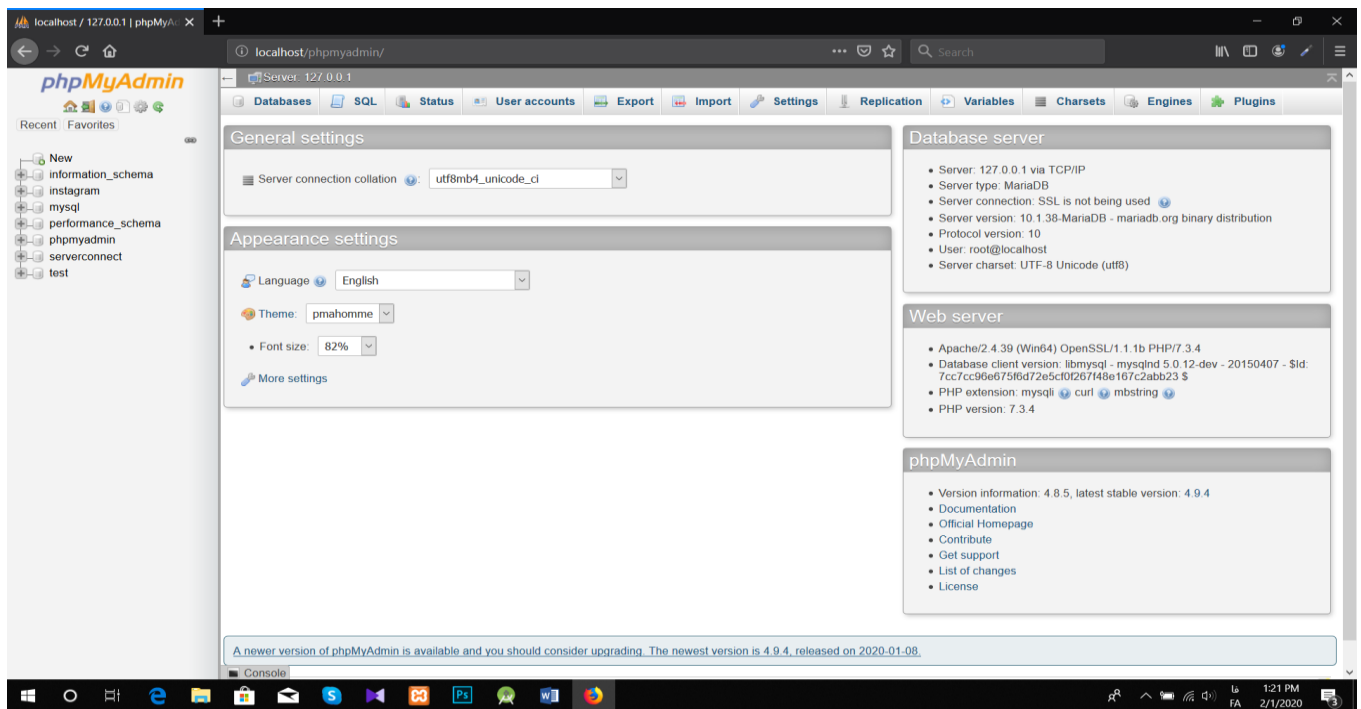 localhost / 127.0.0.1 | phpMyAd
localhost/phpmyadmin/
Search
phpMyAdmin
Recent Favorites
New
information_schema
instagram
mysql
performance_schema
phpmyadmin
serverconnect
test
Server: 127.0.0.1
Databases SQL Status User accounts Export Import Settings Replication Variables Charsets Engines Plugins
General settings
Server connection collation : utf8mb4_unicode_ci
Appearance settings
Language English
Theme: pmahomme
• Font size: 82%
More settings
Database server
• Server: 127.0.0.1 via TCP/IP
• Server type: MariaDB
• Server connection: SSL is not being used
• Server version: 10.1.38-MariaDB - mariadb.org binary distribution
• Protocol version: 10
• User: root@localhost
• Server charset: UTF-8 Unicode (utf8)
Web server
• Apache/2.4.39 (Win64) OpenSSL/1.1.1b PHP/7.3.4
• Database client version: libmysql - mysqlnd 5.0.12-dev - 20150407 - $Id:
7cc7cc96e675f6d72e5cf0f267f48e167c2abb23 $
• PHP extension: mysqli curl mbstring
• PHP version: 7.3.4
phpMyAdmin
• Version information: 4.8.5, latest stable version: 4.9.4
• Documentation
• Official Homepage
• Contribute
• Get support
• List of changes
• License
A newer version of phpMyAdmin is available and you should consider upgrading. The newest version is 4.9.4, released on 2020-01-08.
Console
Ps
فا
FA
1:21 PM
2/1/2020
3